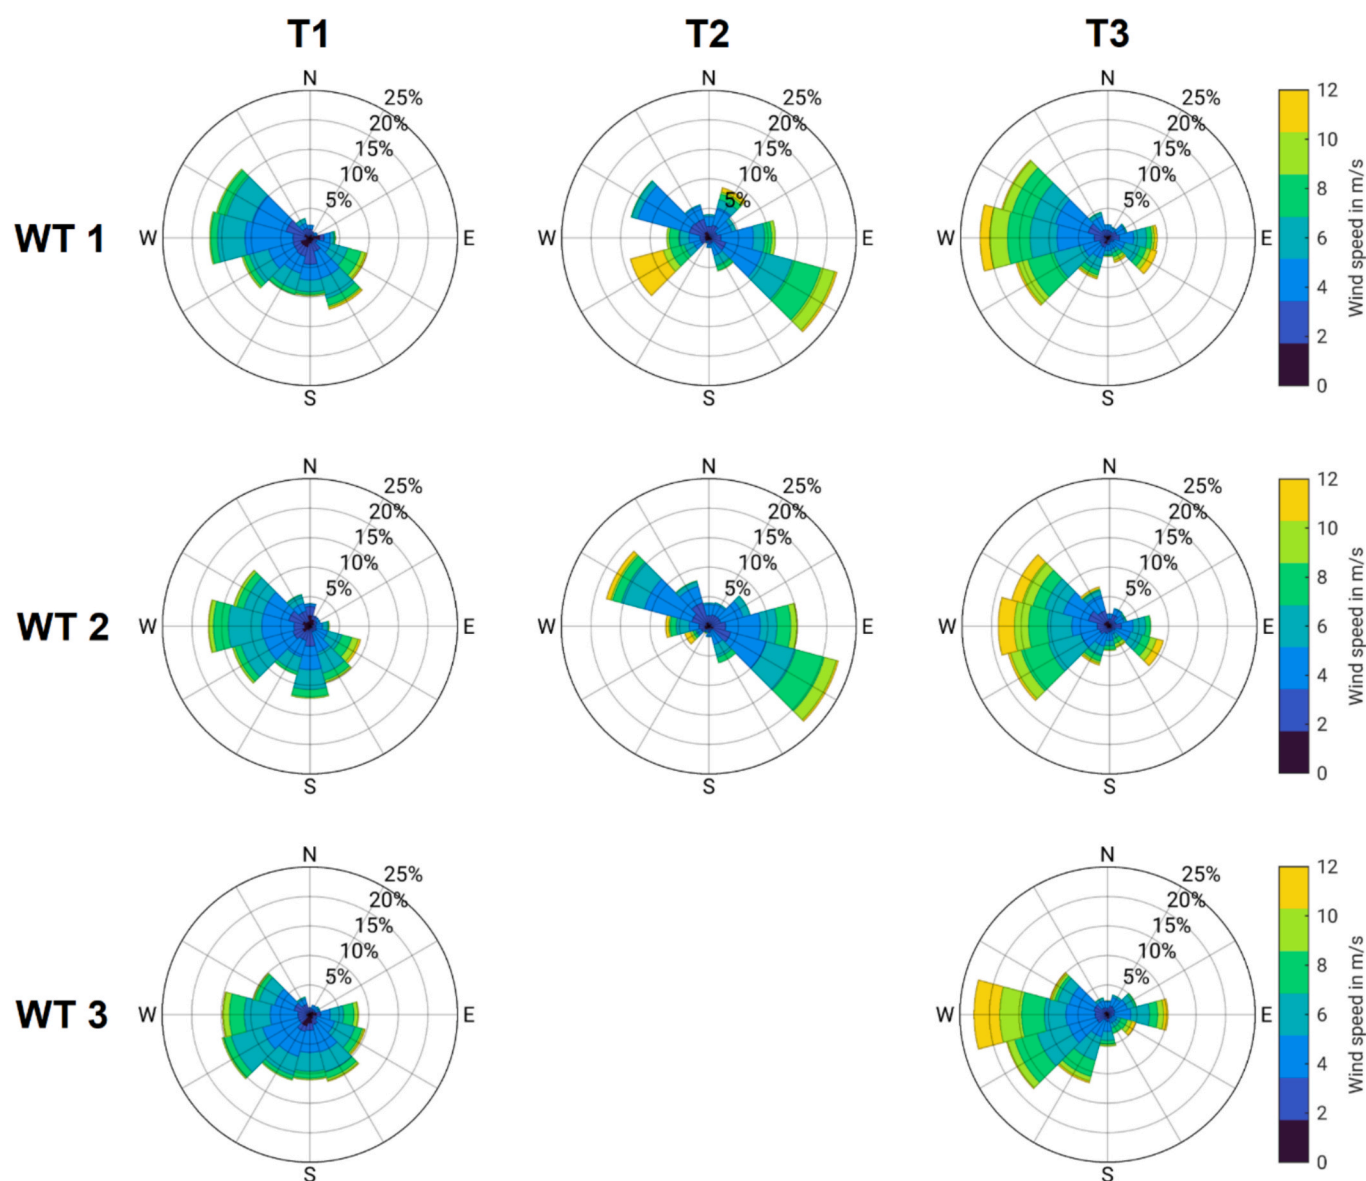 T1 T2 T3
N N N
25% 25% 25% 12
20% 20% 20%
15% 15% 15% 10
10% 10% 10% 8
5% 5% 5%
WT 1 W E W E W E 6 Wind speed in m/s
4
2
S S S 0
N N N
25% 25% 25% 12
20% 20% 20%
15% 15% 15% 10
10% 10% 10% 8
5% 5% 5%
WT 2 W E W E W E 6 Wind speed in m/s
4
2
S S S 0
N N
25% 25% 12
20% 20%
15% 15% 10
10% 10% 8
5% 5%
WT 3 W E W E 6 Wind speed in m/s
4
2
S S 0